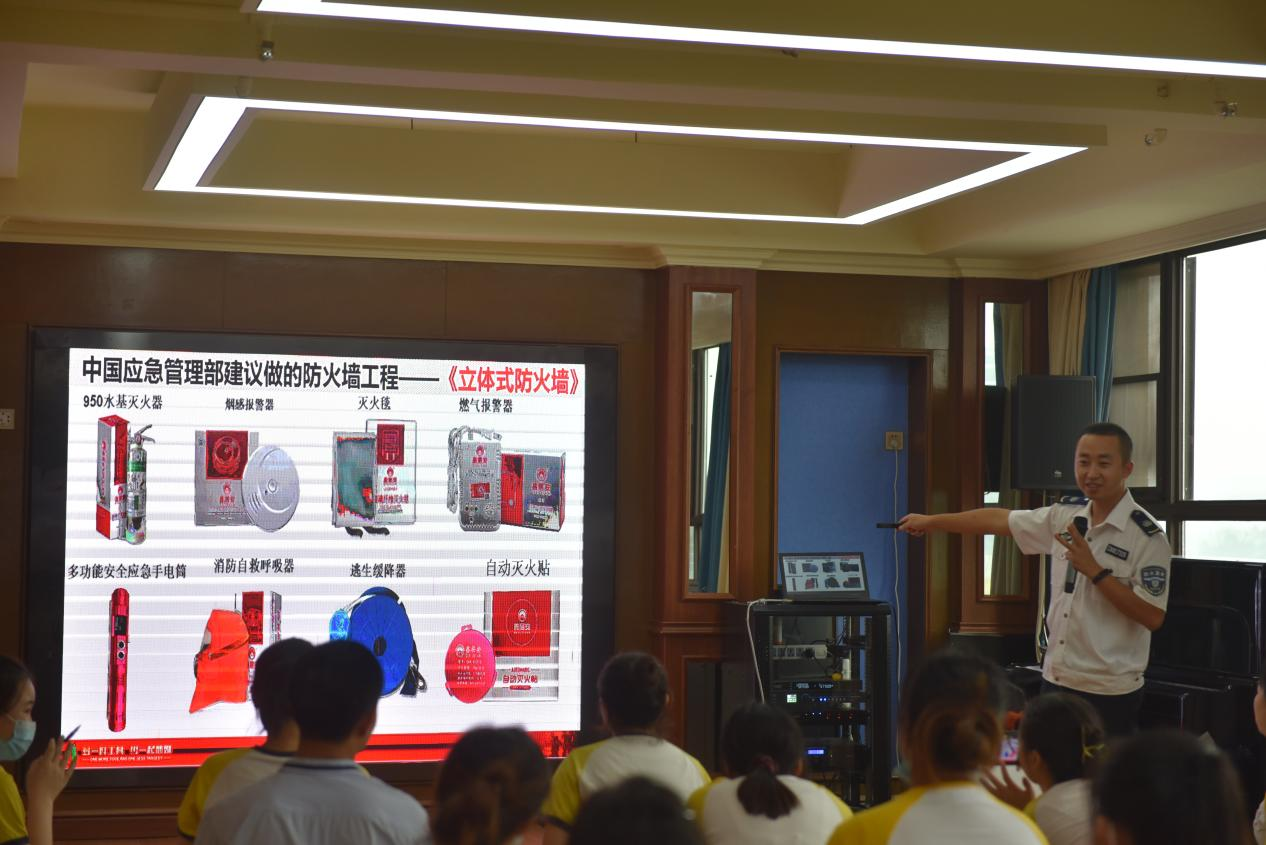 中国应急管理部建议做的防火墙工程——《立体式防火墙》
950水基灭火器 烟感报警器 灭火毯 燃气报警器
多功能安全应急手电筒 消防自救呼吸器 逃生缓降器 自动灭火贴
自动灭火贴